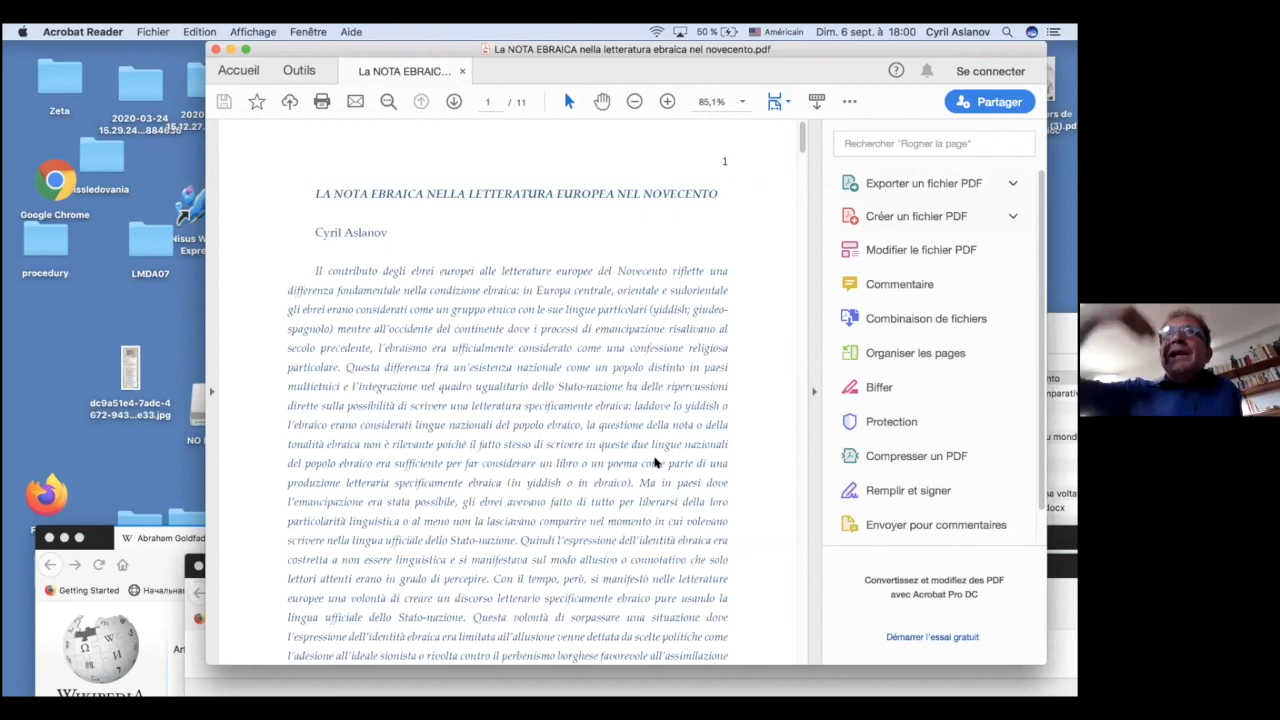 Acrobat Reader Fichier Edition Affichage Fenêtre Aide
50 % Américain Dim. 6 sept. à 18:00 Cyril Aslanov
La NOTA EBRAICA nella letteratura ebraica nel novecento.pdf
Accueil Outils La NOTA EBRAIC... × Se connecter
1 / 11 85,1% Partager
Zeta
2020-03-24
15.29.24...
Google Chrome
issledovania
Nisus W
Expre
procedury
LMDA07
dc9a51e4-7adc-4
672-943...e33.jpg
NO
1
LA NOTA EBRAICA NELLA LETTERATURA EUROPEA NEL NOVECENTO
Cyril Aslanov
Il contributo degli ebrei europei alle letterature europee del Novecento riflette una
differenza fondamentale nella condizione ebraica: in Europa centrale, orientale e sudorientale
gli ebrei erano considerati come un gruppo etnico con le sue lingue particolari (yiddish; giudeo-
spagnolo) mentre all'occidente del continente dove i processi di emancipazione risalivano al
secolo precedente, l'ebraismo era ufficialmente considerato come una confessione religiosa
particolare. Questa differenza fra un'esistenza nazionale come un popolo distinto in paesi
multietnici e l'integrazione nel quadro ugualitario dello Stato-nazione ha delle ripercussioni
dirette sulla possibilità di scrivere una letteratura specificamente ebraica: laddove lo yiddish o
l'ebraico erano considerati lingue nazionali del popolo ebraico, la questione della nota o della
tonalità ebraica non è rilevante poiché il fatto stesso di scrivere in queste due lingue nazionali
del popolo ebraico era sufficiente per far considerare un libro o un poema come parte di una
produzione letteraria specificamente ebraica (in yiddish o in ebraico). Ma in paesi dove
l'emancipazione era stata possibile, gli ebrei avevano fatto di tutto per liberarsi della loro
particolarità linguistica o al meno non la lasciavano comparire nel momento in cui volevano
scrivere nella lingua ufficiale dello Stato-nazione. Quindi l'espressione dell'identità ebraica era
costretta a non essere linguistica e si manifestava sul modo allusivo o connotativo che solo
lettori attenti erano in grado di percepire. Con il tempo, però, si manifestò nelle letterature
europee una volontà di creare un discorso letterario specificamente ebraico pure usando la
lingua ufficiale dello Stato-nazione. Questa volontà di sorpassare una situazione dove
l'espressione dell'identità ebraica era limitata all'allusione venne dettata da scelte politiche come
l'adesione all'ideale sionista o rivolta contro il perbenismo borghese favorevole all'assimilazione
Rechercher "Rogner la page"
Exporter un fichier PDF
Créer un fichier PDF
Modifier le fichier PDF
Commentaire
Combinaison de fichiers
Organiser les pages
Biffer
Protection
Compresser un PDF
Remplir et signer
Envoyer pour commentaires
Convertissez et modifiez des PDF
avec Acrobat Pro DC
Démarrer l'essai gratuit
W Abraham Goldfad
Getting Started
WIKIPEDIA